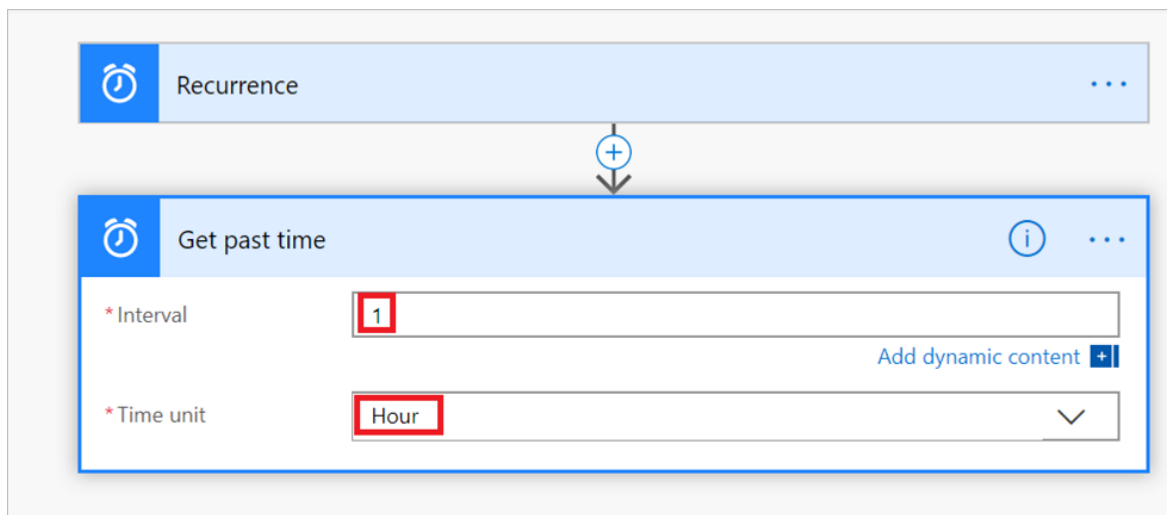 Recurrence
Get past time
* Interval
1
Add dynamic content
* Time unit
Hour